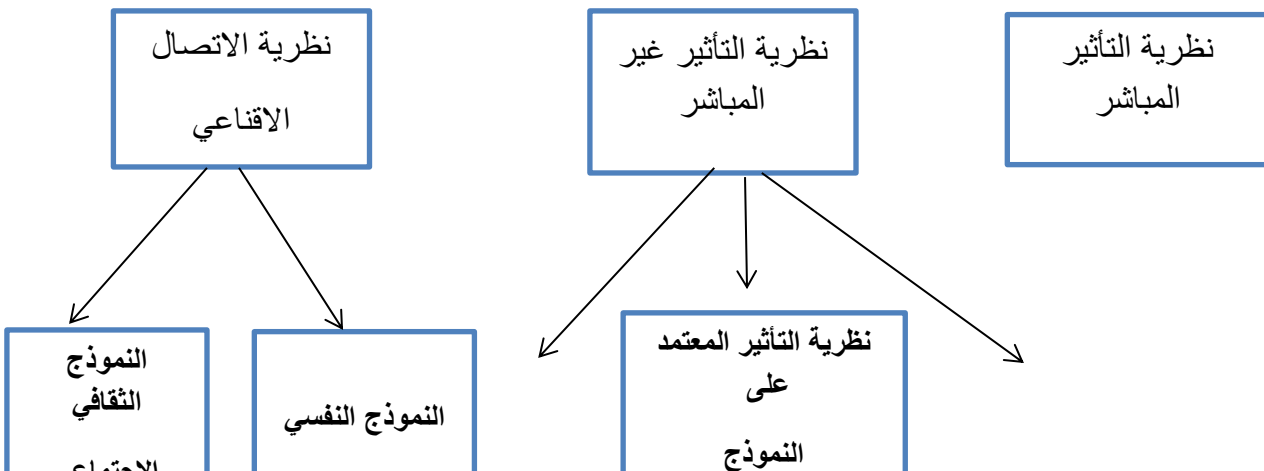 نظرية التأثير
المباشر
نظرية التأثير غير
المباشر
نظرية الاتصال
الاقناعي
نظرية التأثير المعتمد
على
النموذج
النموذج النفسي
النموذج
الثقافي
الاجتماعي